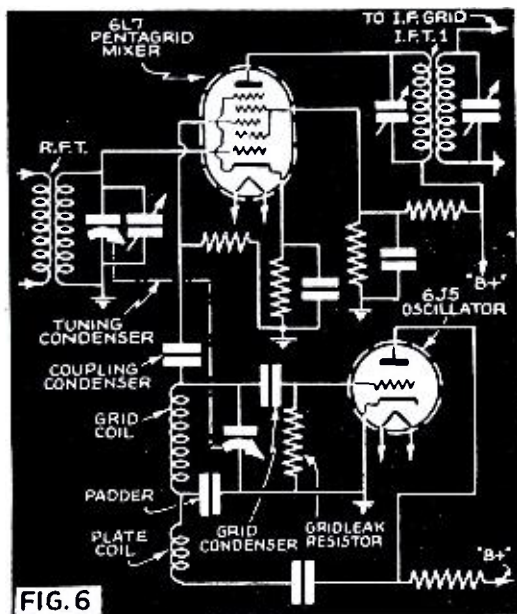 6L7
PENTAGRID
MIXER
TO I.F. GRID
I.F.T. 1
R.F.T.
"B+"
6J5
OSCILLATOR
TUNING
CONDENSER
COUPLING
CONDENSER
GRID
COIL
PADDER
GRID
CONDENSER
GRIDLEAK
RESISTOR
PLATE
COIL
"B+"
FIG. 6